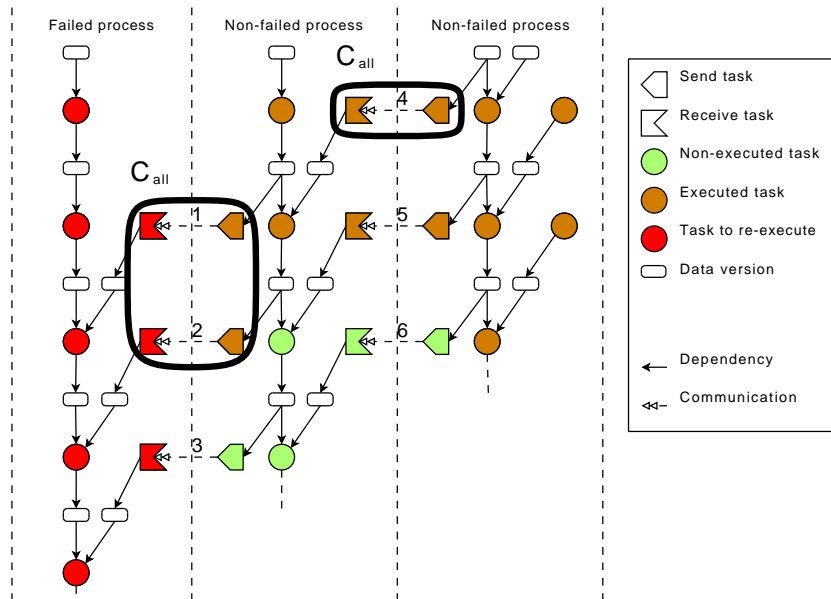 Failed process
Non-failed process
Non-failed process
C all
4
C all
1
5
2
6
3
Send task
Receive task
Non-executed task
Executed task
Task to re-execute
Data version
Dependency
Communication